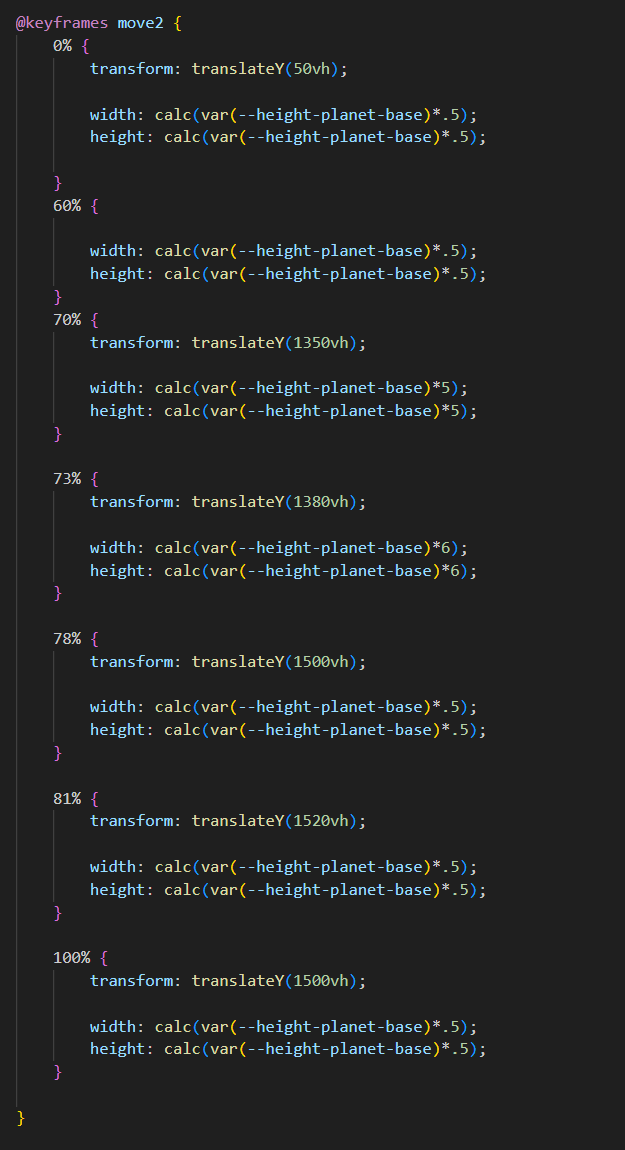 @keyframes move2 {
0% {
transform: translateY(50vh);
width: calc(var(--height-planet-base)*.5);
height: calc(var(--height-planet-base)*.5);
}
60% {
width: calc(var(--height-planet-base)*.5);
height: calc(var(--height-planet-base)*.5);
}
70% {
transform: translateY(1350vh);
width: calc(var(--height-planet-base)*5);
height: calc(var(--height-planet-base)*5);
}
73% {
transform: translateY(1380vh);
width: calc(var(--height-planet-base)*6);
height: calc(var(--height-planet-base)*6);
}
78% {
transform: translateY(1500vh);
width: calc(var(--height-planet-base)*.5);
height: calc(var(--height-planet-base)*.5);
}
81% {
transform: translateY(1520vh);
width: calc(var(--height-planet-base)*.5);
height: calc(var(--height-planet-base)*.5);
}
100% {
transform: translateY(1500vh);
width: calc(var(--height-planet-base)*.5);
height: calc(var(--height-planet-base)*.5);
}
}